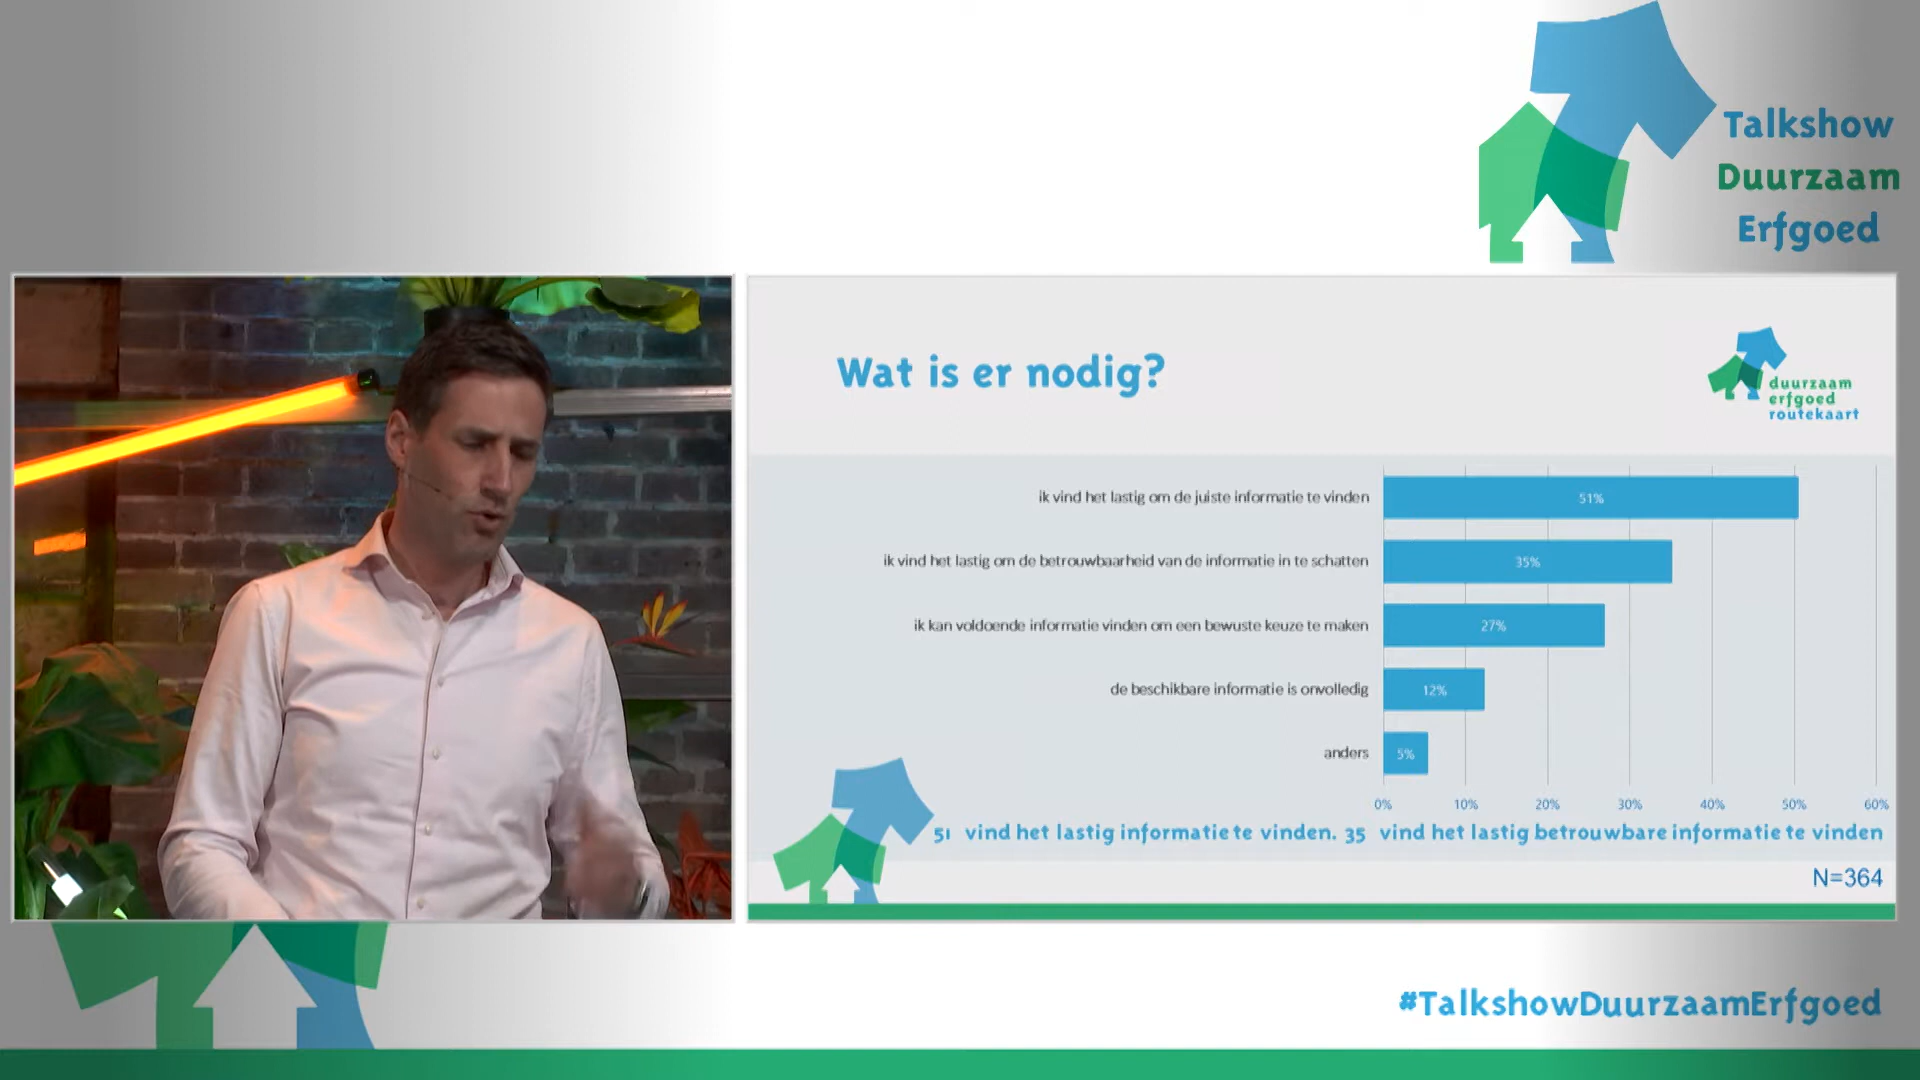 Talkshow
Duurzaam
Erfgoed
Wat is er nodig?
duurzaam
erfgoed
routekaart
ik vind het lastig om de juiste informatie te vinden
51%
ik vind het lastig om de betrouwbaarheid van de informatie in te schatten
35%
ik kan voldoende informatie vinden om een bewuste keuze te maken
27%
de beschikbare informatie is onvolledig
12%
anders
5%
0% 10% 20% 30% 40% 50% 60%
51 vind het lastig informatie te vinden. 35 vind het lastig betrouwbare informatie te vinden
N=364
#TalkshowDuurzaamErfgoed